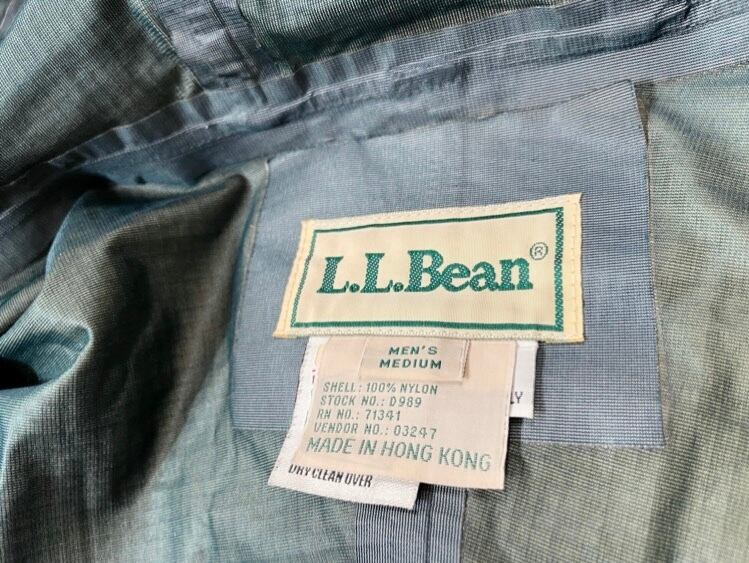 L.L.Bean®
MEN'S
MEDIUM
SHELL: 100% NYLON
STOCK NO.: D989
RN NO.: 71341
VENDOR NO.: 03247
MADE IN HONG KONG
LY
DRY CLEAN OVER